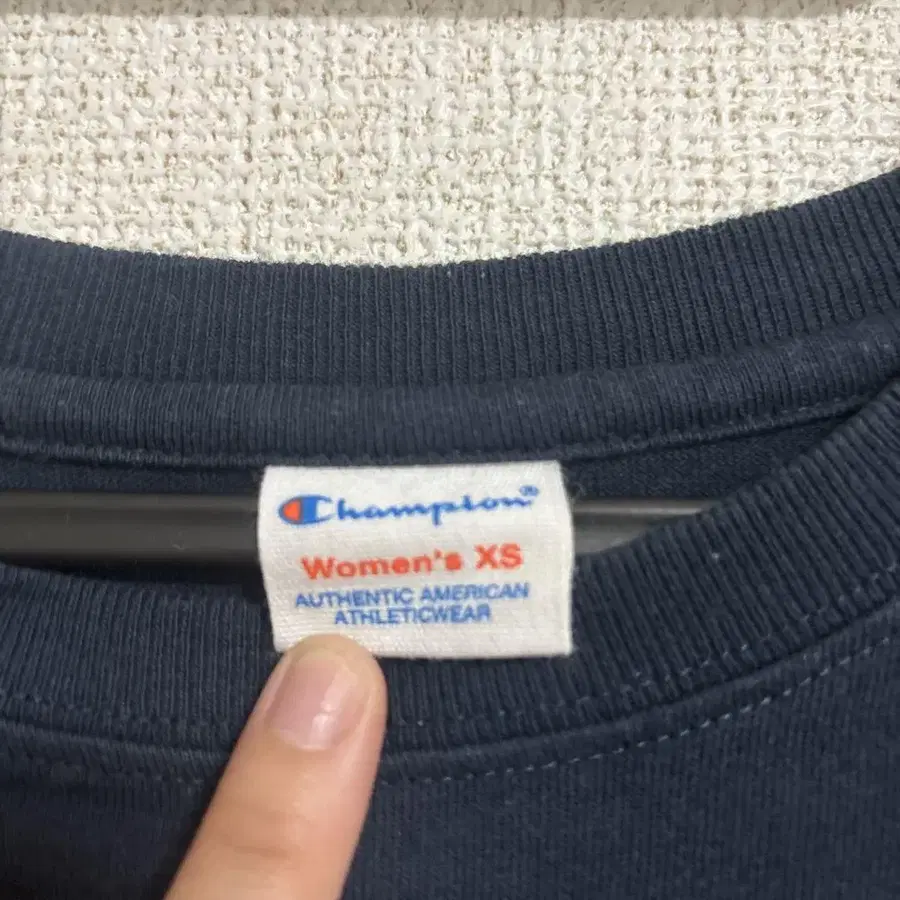 Champion®
Women's XS
AUTHENTIC AMERICAN
ATHLETICWEAR